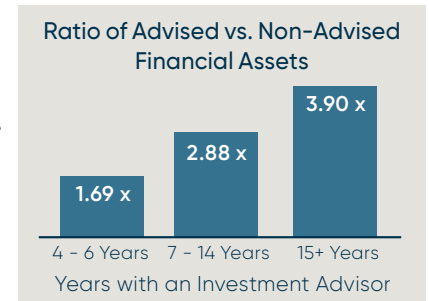 Ratio of Advised vs. Non-Advised
Financial Assets
3.90 x
2.88 x
1.69 x
4 - 6 Years 7 - 14 Years 15+ Years
Years with an Investment Advisor